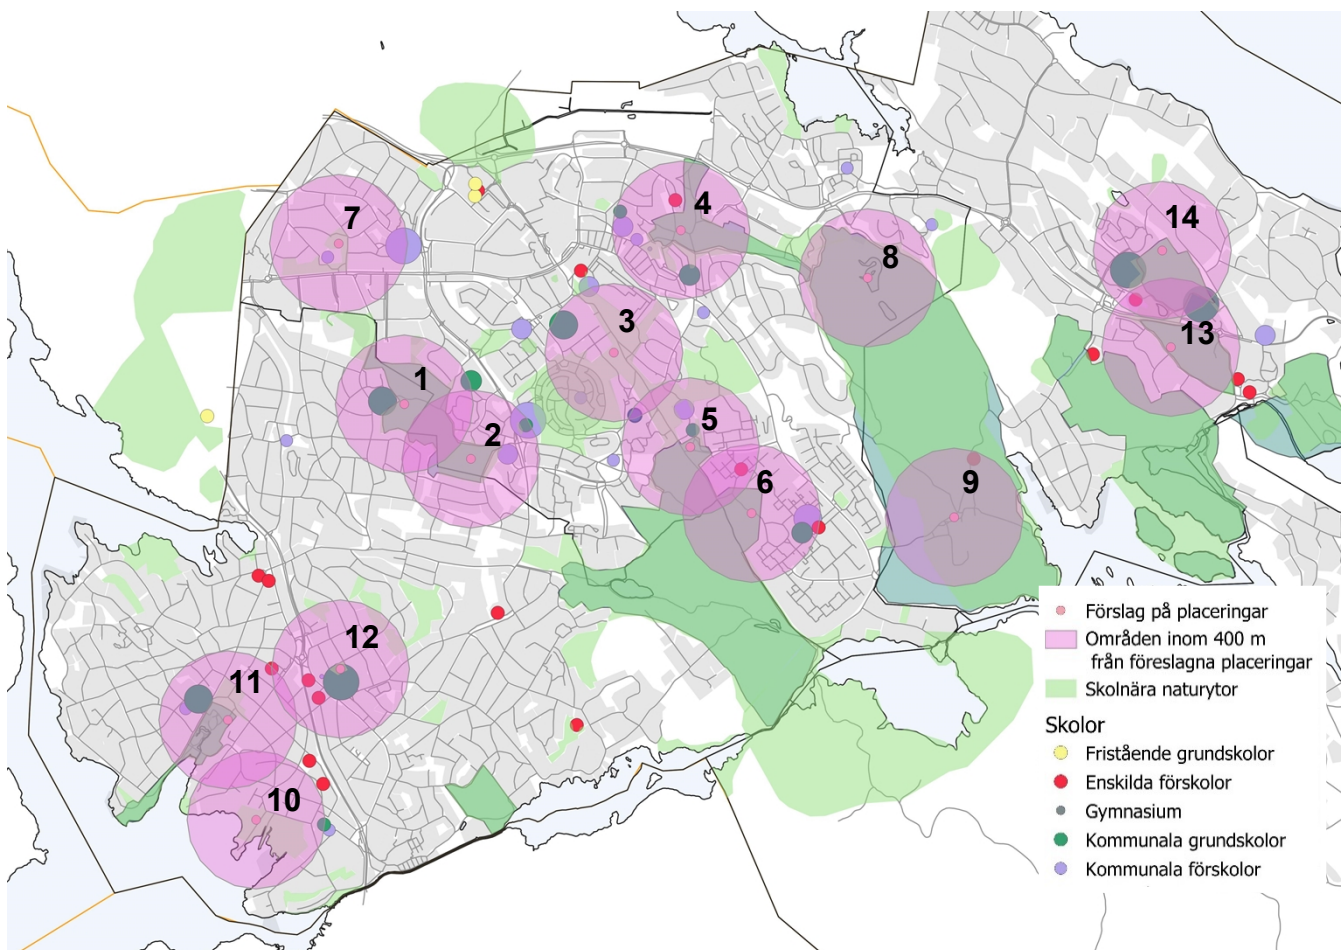 14
4
7
8
13
3
1
5
2
6
9
12
11
10
Förslag på placeringar
Områden inom 400 m
från föreslagna placeringar
Skolnära naturytor
Skolor
Fristående grundskolor
Enskilda förskolor
Gymnasium
Kommunala grundskolor
Kommunala förskolor